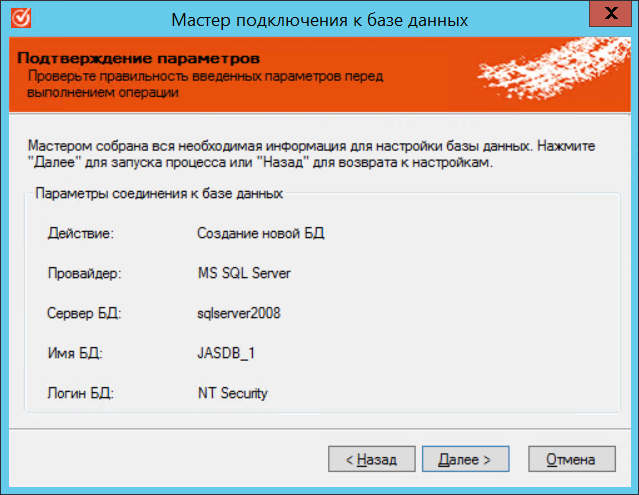 Мастер подключения к базе данных
X
Подтверждение параметров
Проверьте правильность введенных параметров перед
выполнением операции
Мастером собрана вся необходимая информация для настройки базы данных. Нажмите
"Далее" для запуска процесса или "Назад" для возврата к настройкам.
Параметры соединения к базе данных
Действие: Создание новой БД
Провайдер: MS SQL Server
Сервер БД: sqlserver2008
Имя БД: JASDB_1
Логин БД: NT Security
< Назад Далее > Отмена